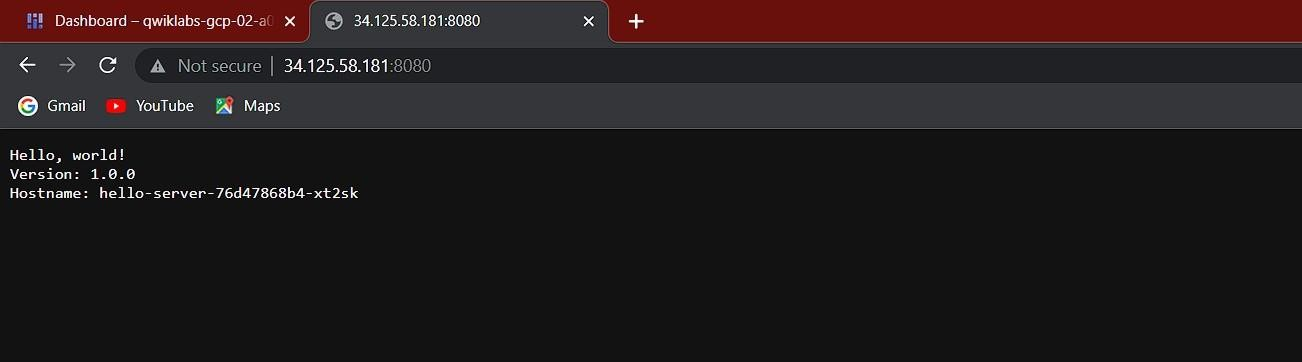 Dashboard – qwiklabs-gcp-02-a0
34.125.58.181:8080
Not secure
34.125.58.181:8080
Gmail
YouTube
Maps
Hello, world!
Version: 1.0.0
Hostname: hello-server-76d47868b4-xt2sk